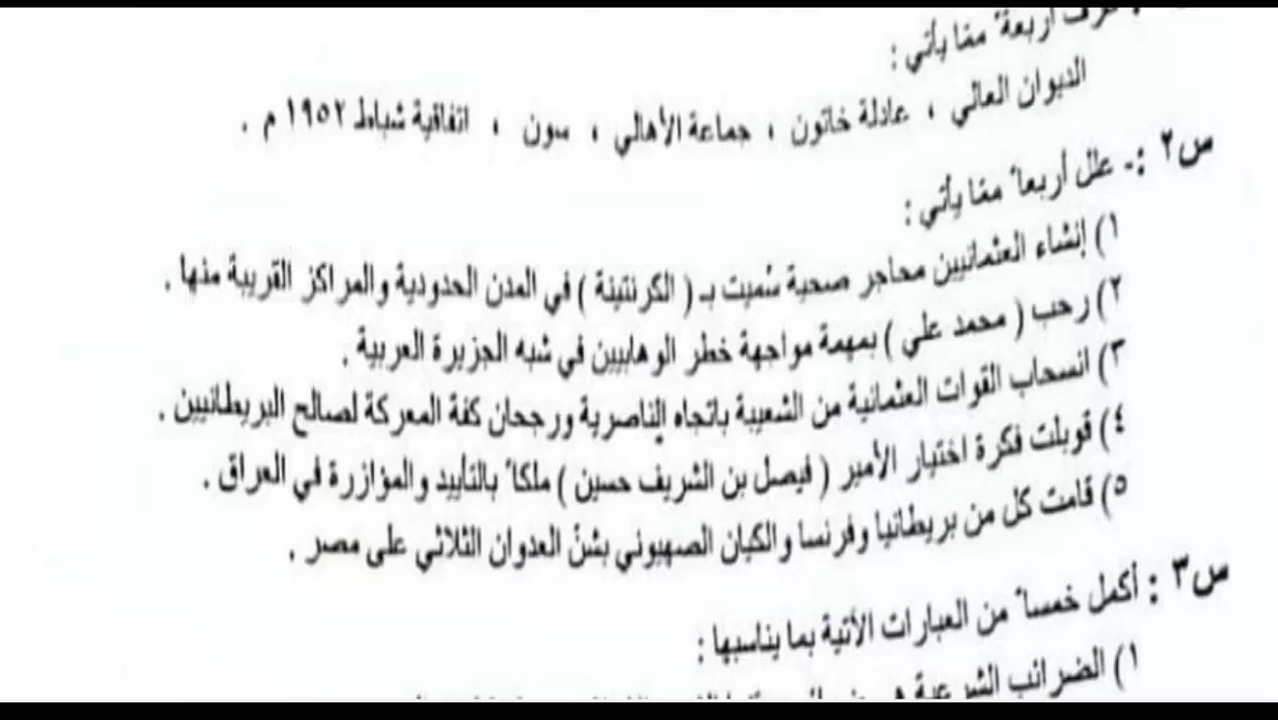 أربعة ممّا يأتي :
الديوان العالي ، عادلة خاتون ، جماعة الأهالي ، سون ، اتفاقية شباط ١٩٥٢ م .
س٢ :- علل أربعاً ممّا يأتي :
١) إنشاء العثمانيين محاجر صحية سُميت بـ ( الكرنتينة ) في المدن الحدودية والمراكز القريبة منها .
٢) رحب ( محمد علي ) بمهمة مواجهة خطر الوهابيين في شبه الجزيرة العربية .
٣) انسحاب القوات العثمانية من الشعيبة باتجاه الناصرية ورجحان كفة المعركة لصالح البريطانيين .
٤) قوبلت فكرة اختيار الأمير ( فيصل بن الشريف حسين ) ملكاً بالتأييد والمؤازرة في العراق .
٥) قامت كل من بريطانيا وفرنسا والكيان الصهيوني بشنّ العدوان الثلاثي على مصر .
س٣ : أكمل خمساً من العبارات الآتية بما يناسبها :
١) الضرائب الشرعية